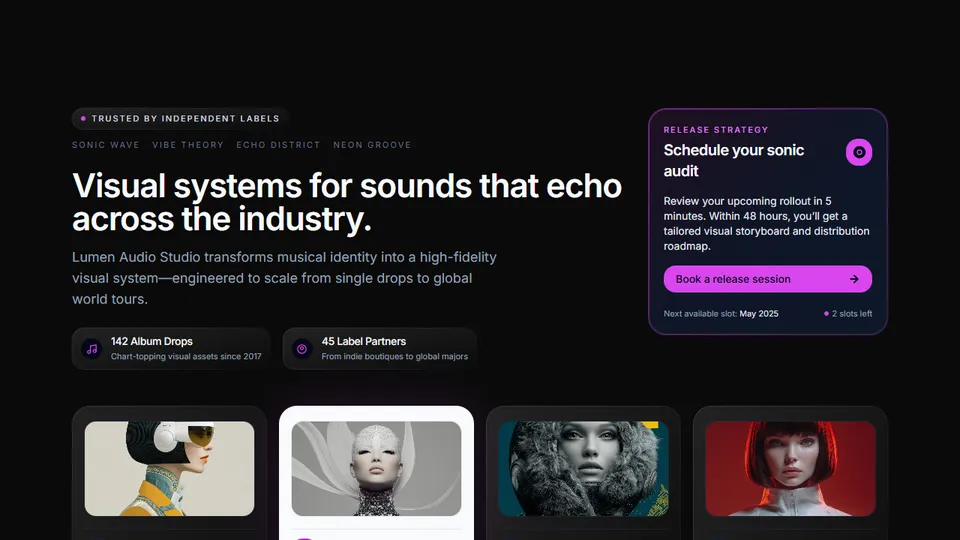 TRUSTED BY INDEPENDENT LABELS
SONIC WAVE VIBE THEORY ECHO DISTRICT NEON GROOVE
Visual systems for sounds that echo
across the industry.
Lumen Audio Studio transforms musical identity into a high-fidelity
visual system—engineered to scale from single drops to global
world tours.
142 Album Drops
Chart-topping visual assets since 2017
45 Label Partners
From indie boutiques to global majors
RELEASE STRATEGY
Schedule your sonic
audit
Review your upcoming rollout in 5
minutes. Within 48 hours, you'll get a
tailored visual storyboard and distribution
roadmap.
Book a release session
Next available slot: May 2025
2 slots left